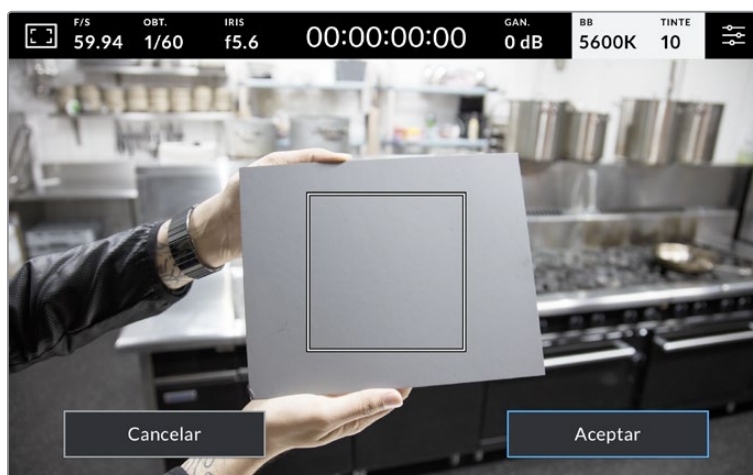 F/S OBT. IRIS GAN. BB TINTE
59.94 1/60 f5.6 00:00:00:00 0 dB 5600K 10
Cancelar Aceptar